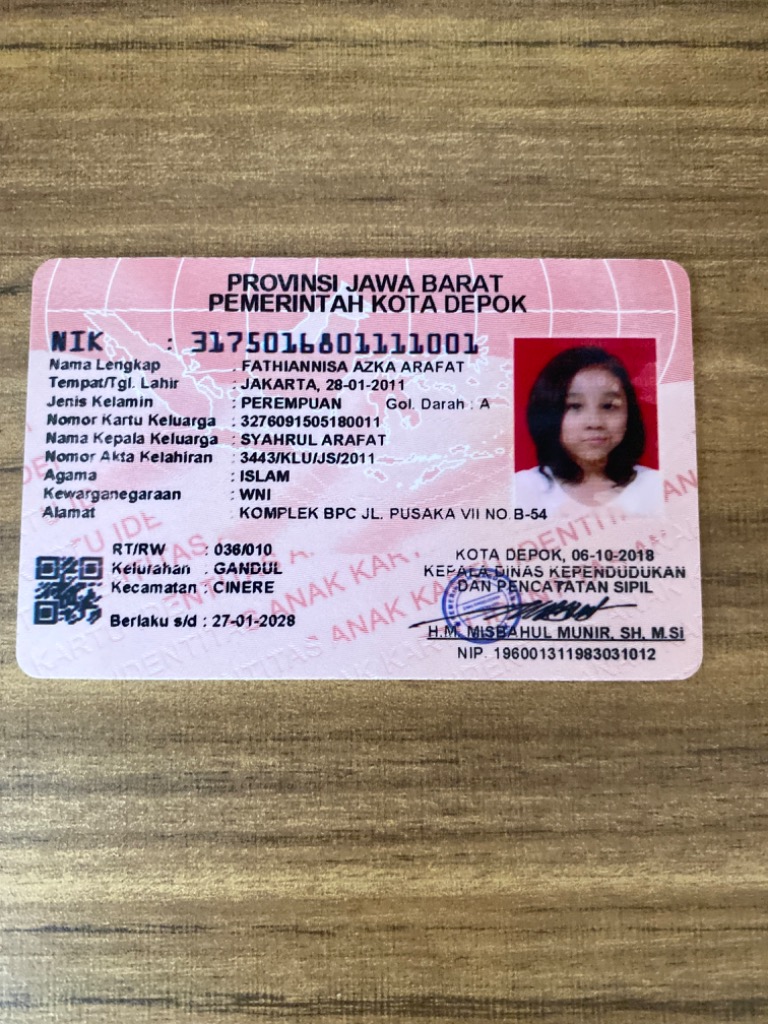 PROVINSI JAWA BARAT
PEMERINTAH KOTA DEPOK
NIK : 3175016801111001
Nama Lengkap : FATHIANNISA AZKA ARAFAT
Tempat/Tgl. Lahir : JAKARTA, 28-01-2011
Jenis Kelamin : PEREMPUAN Gol. Darah : A
Nomor Kartu Keluarga : 3276091505180011
Nama Kepala Keluarga : SYAHRUL ARAFAT
Nomor Akta Kelahiran : 3443/KLU/JS/2011
Agama : ISLAM
Kewarganegaraan : WNI
Alamat : KOMPLEK BPC JL. PUSAKA VII NO.B-54
RT/RW : 036/010
Kelurahan : GANDUL
Kecamatan : CINERE
Berlaku s/d : 27-01-2028
KOTA DEPOK, 06-10-2018
KEPALA DINAS KEPENDUDUKAN
DAN PENCATATAN SIPIL
H.M. MISBAHUL MUNIR, SH, M.Si
NIP. 196001311983031012